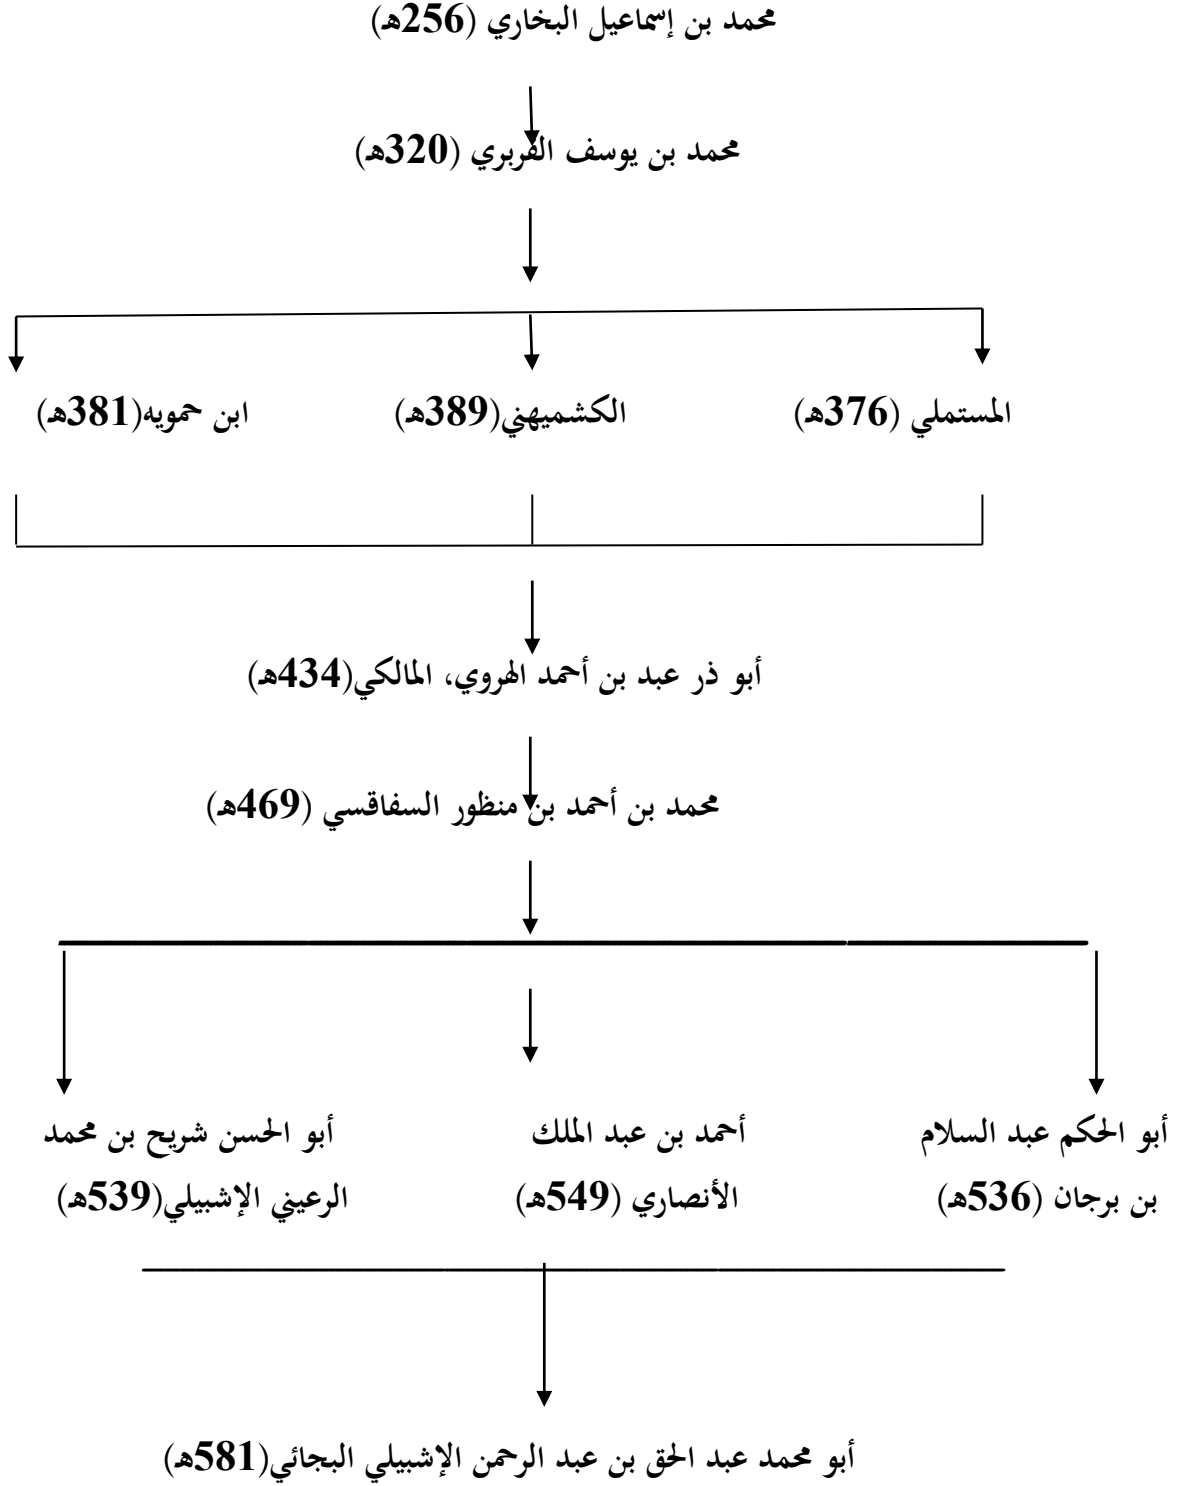 محمد بن إسماعيل البخاري (256هـ)
محمد بن يوسف الفربري (320هـ)
المستملي (376هـ)
الكشميهني(389هـ)
ابن حمويه(381هـ)
أبو ذر عبد بن أحمد الهروي، المالكي(434هـ)
محمد بن أحمد بن منظور السفاقسي (469هـ)
أبو الحكم عبد السلام
بن برجان (536هـ)
أحمد بن عبد الملك
الأنصاري (549هـ)
أبو الحسن شريح بن محمد
الرعيني الإشبيلي(539هـ)
أبو محمد عبد الحق بن عبد الرحمن الإشبيلي البجائي(581هـ)